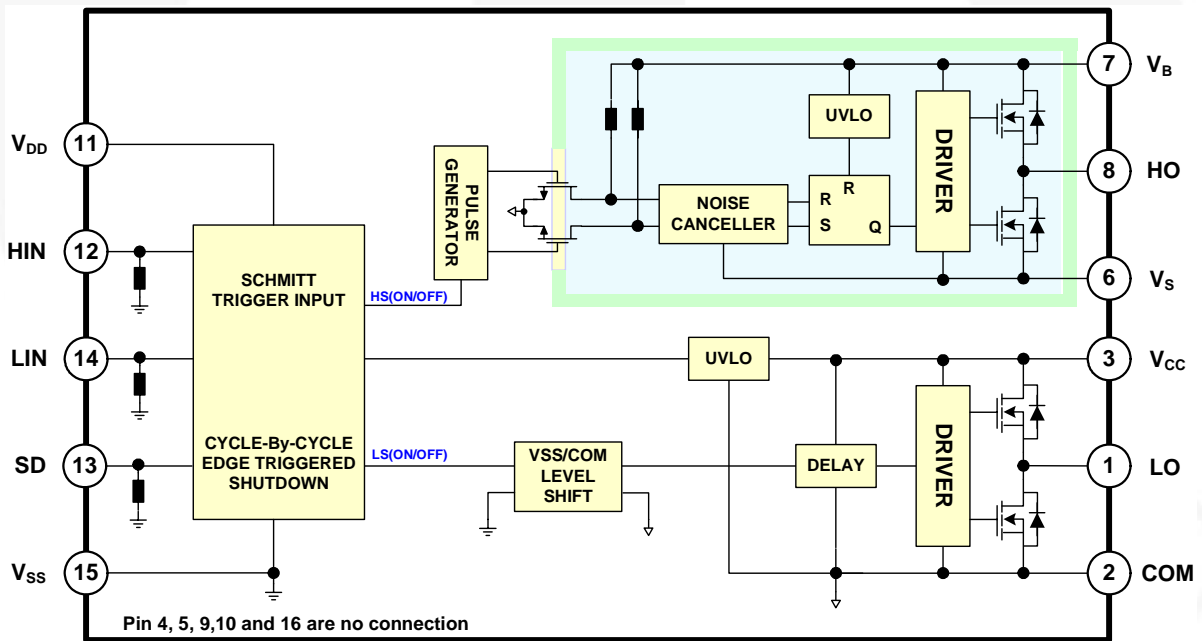 7 VB
UVLO
VDD 11
DRIVER
PULSE
GENERATOR
8 HO
R
NOISE
CANCELLER
R
S Q
HIN 12
SCHMITT
TRIGGER INPUT
HS(ON/OFF)
6 VS
LIN 14
UVLO
3 VCC
DRIVER
CYCLE-By-CYCLE
EDGE TRIGGERED
SHUTDOWN
SD 13
LS(ON/OFF)
VSS/COM
LEVEL
SHIFT
DELAY
1 LO
VSS 15
2 COM
Pin 4, 5, 9,10 and 16 are no connection